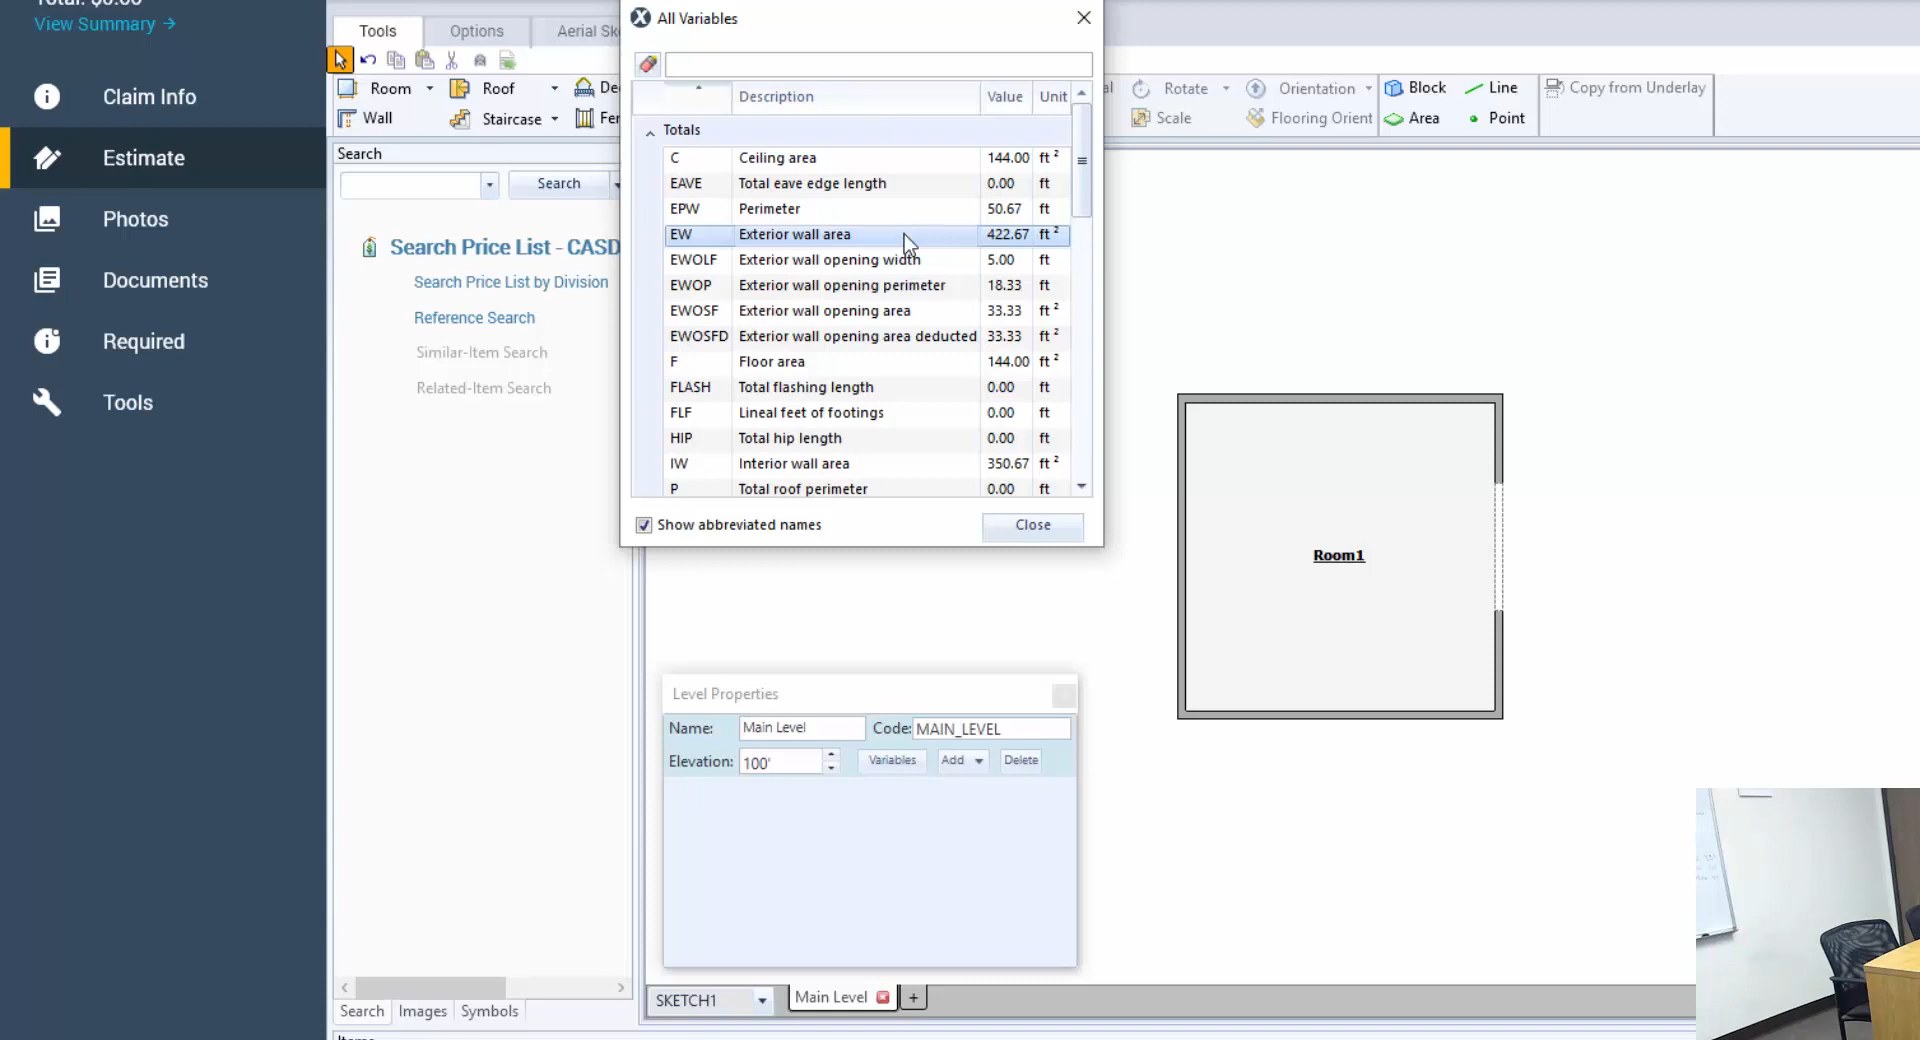 View Summary →
Claim Info
Estimate
Photos
Documents
Required
Tools
Tools
Options
Aerial Sk
Room
Roof
Wall
Staircase
Rotate
Orientation
Scale
Flooring Orient
Block
Line
Area
Point
Copy from Underlay
Search
Search
Search Price List - CASD
Search Price List by Division
Reference Search
Similar-Item Search
Related-Item Search
All Variables
Description Value Unit
Totals
C Ceiling area 144.00 ft²
EAVE Total eave edge length 0.00 ft
EPW Perimeter 50.67 ft
EW Exterior wall area 422.67 ft²
EWOLF Exterior wall opening width 5.00 ft
EWOP Exterior wall opening perimeter 18.33 ft
EWOSF Exterior wall opening area 33.33 ft²
EWOSFD Exterior wall opening area deducted 33.33 ft²
F Floor area 144.00 ft²
FLASH Total flashing length 0.00 ft
FLF Lineal feet of footings 0.00 ft
HIP Total hip length 0.00 ft
IW Interior wall area 350.67 ft²
P Total roof perimeter 0.00 ft
Show abbreviated names
Close
Room1
Level Properties
Name: Main Level Code: MAIN_LEVEL
Elevation: 100' Variables Add Delete
SKETCH1
Main Level
+
Search Images Symbols